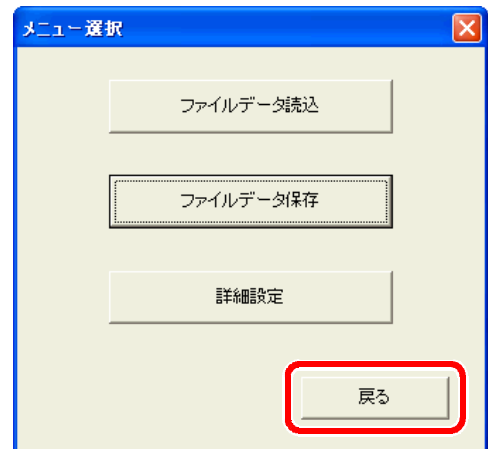 メニュー選択
ファイルデータ読込
ファイルデータ保存
詳細設定
戻る